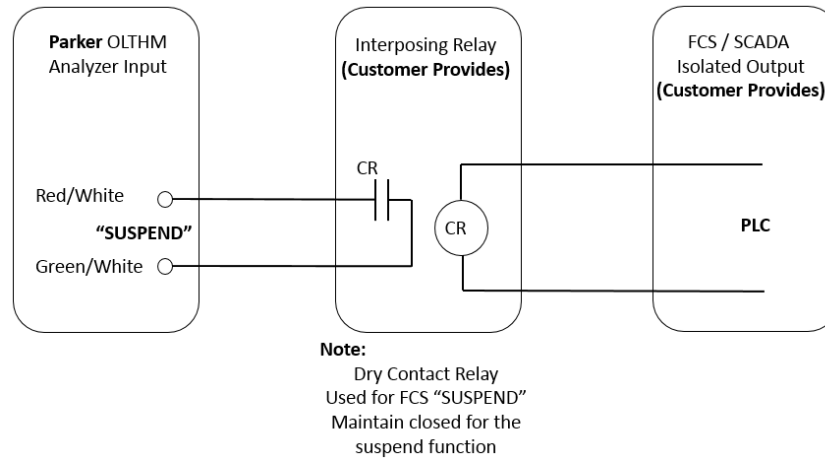 Parker OLTHM
Analyzer Input
Interposing Relay
(Customer Provides)
FCS / SCADA
Isolated Output
(Customer Provides)
CR
Red/White
"SUSPEND"
Green/White
CR
PLC
Note:
Dry Contact Relay
Used for FCS "SUSPEND"
Maintain closed for the
suspend function